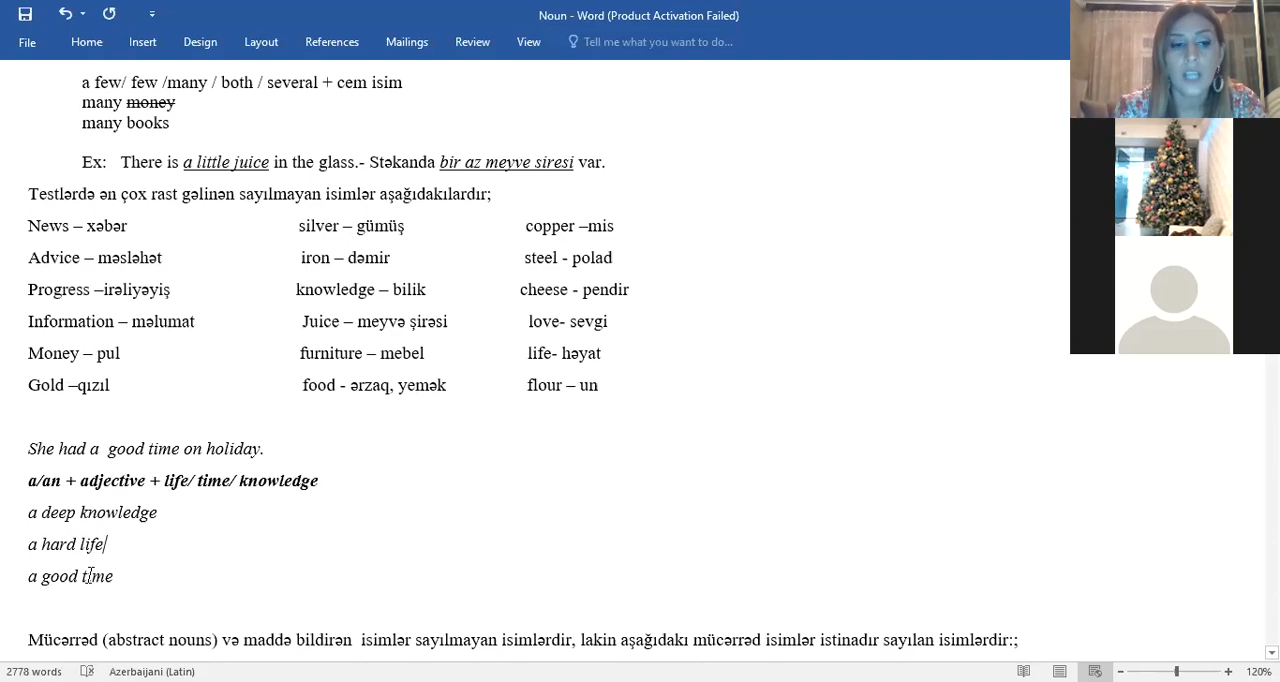 Noun - Word (Product Activation Failed)
File Home Insert Design Layout References Mailings Review View Tell me what you want to do...
a few/ few /many / both / several + cem isim
many money
many books
Ex: There is a little juice in the glass.- Stəkanda bir az meyve siresi var.
Testlərdə ən çox rast gəlinən sayılmayan isimlər aşağıdakılardır;
News – xəbər silver – gümüş copper –mis
Advice – məsləhət iron – dəmir steel - polad
Progress –irəliyəyiş knowledge – bilik cheese - pendir
Information – məlumat Juice – meyvə şirəsi love- sevgi
Money – pul furniture – mebel life- həyat
Gold –qızıl food - ərzaq, yemək flour – un
She had a good time on holiday.
a/an + adjective + life/ time/ knowledge
a deep knowledge
a hard life
a good time
Mücərrəd (abstract nouns) və maddə bildirən isimlər sayılmayan isimlərdir, lakin aşağıdakı mücərrəd isimlər istinadır sayılan isimlərdir:;
2778 words Azerbaijani (Latin) 120%